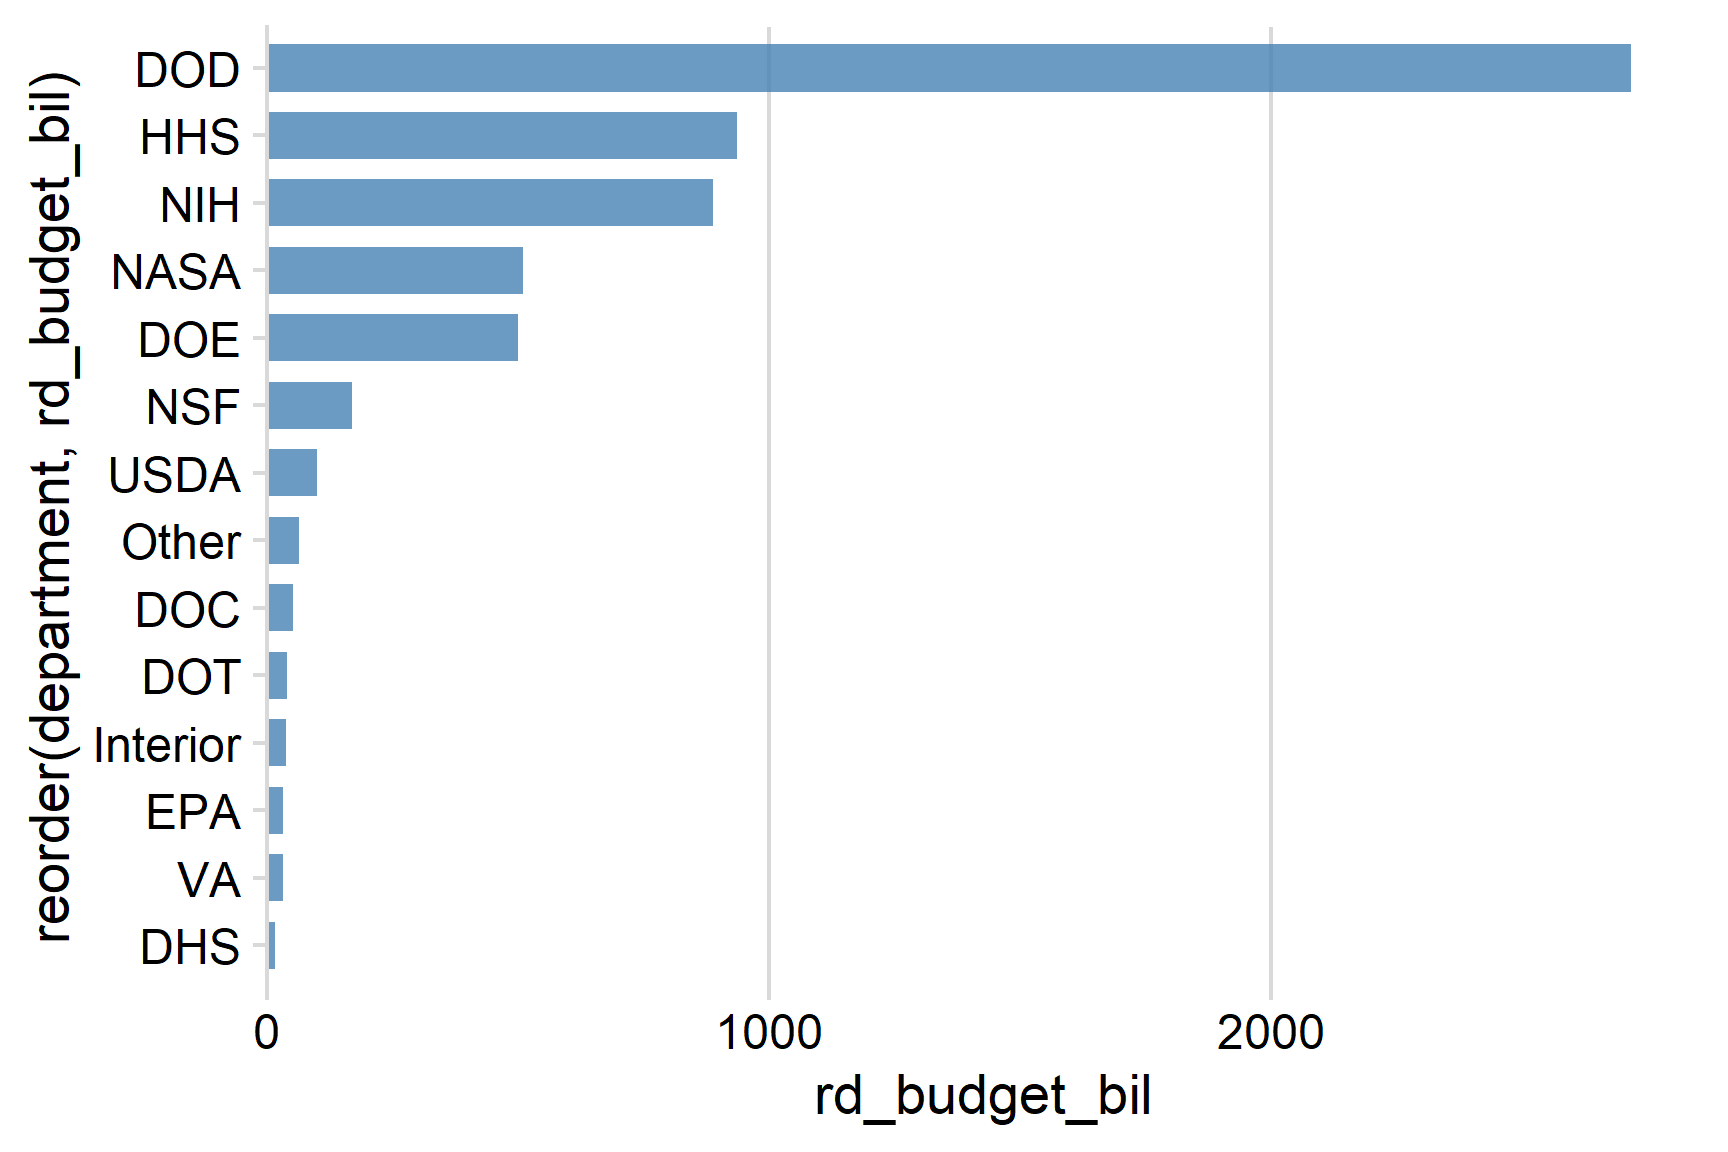 reorder(department, rd_budget_bil)
DOD
HHS
NIH
NASA
DOE
NSF
USDA
Other
DOC
DOT
Interior
EPA
VA
DHS
0 1000 2000
rd_budget_bil